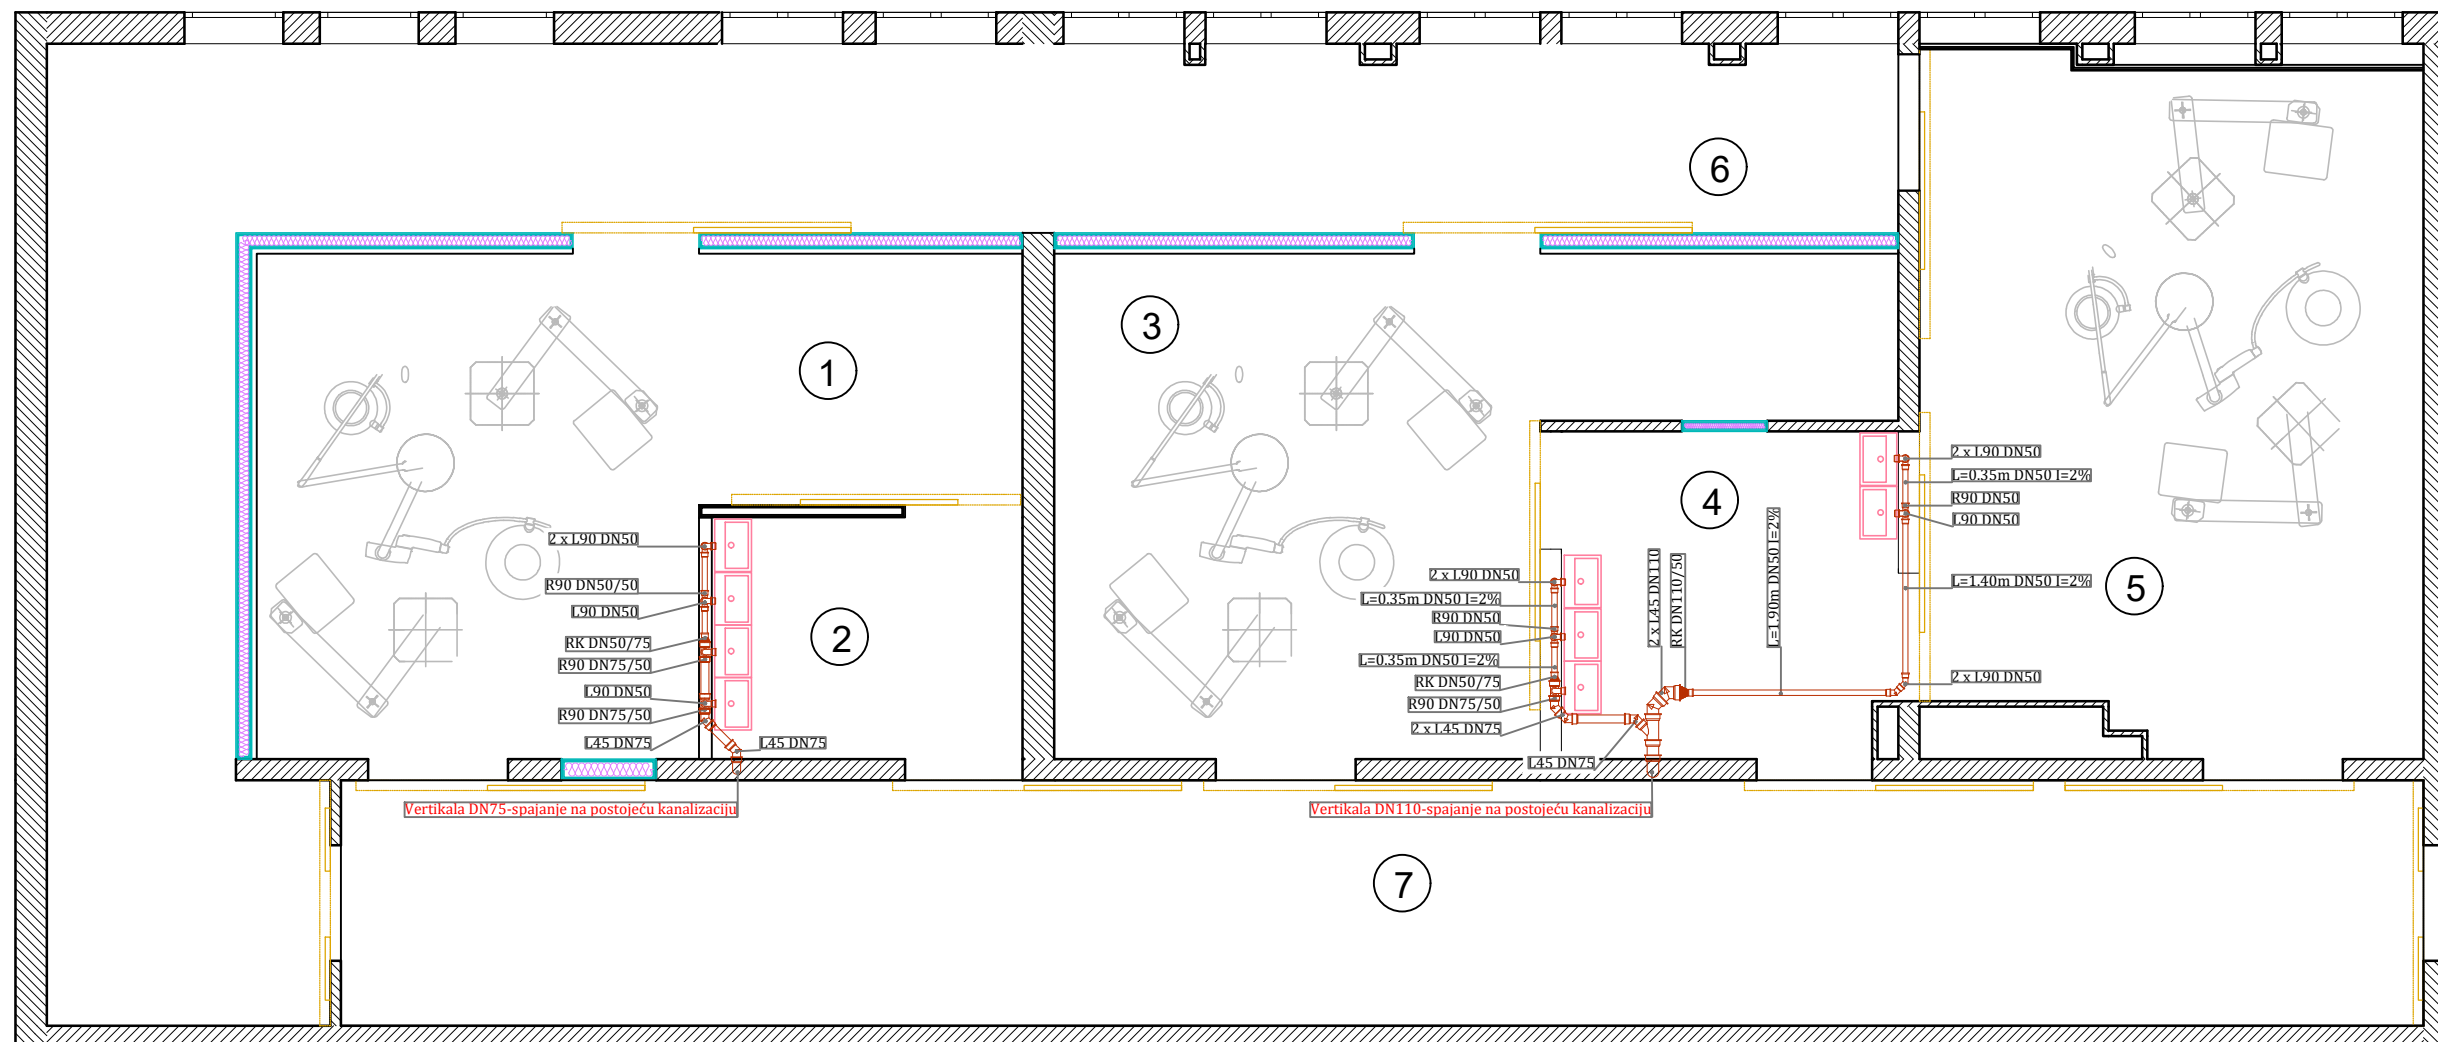 6
3
1
2 x L90 DN50
R90 DN50/50
L90 DN50
RK DN50/75
R90 DN75/50
L90 DN50
R90 DN75/50
L45 DN75
L45 DN75
2
Vertikala DN75-spajanje na postojeću kanalizaciju
2 x L90 DN50
L=0.35m DN50 I=2%
R90 DN50
L90 DN50
L=0.35m DN50 I=2%
RK DN50/75
R90 DN75/50
2 x L45 DN75
L45 DN75
2 x L45 DN110
RK DN110/50
L=1.90m DN50 I=2%
4
Vertikala DN110-spajanje na postojeću kanalizaciju
2 x L90 DN50
L=0.35m DN50 I=2%
R90 DN50
L90 DN50
L=1.40m DN50 I=2%
2 x L90 DN50
5
7